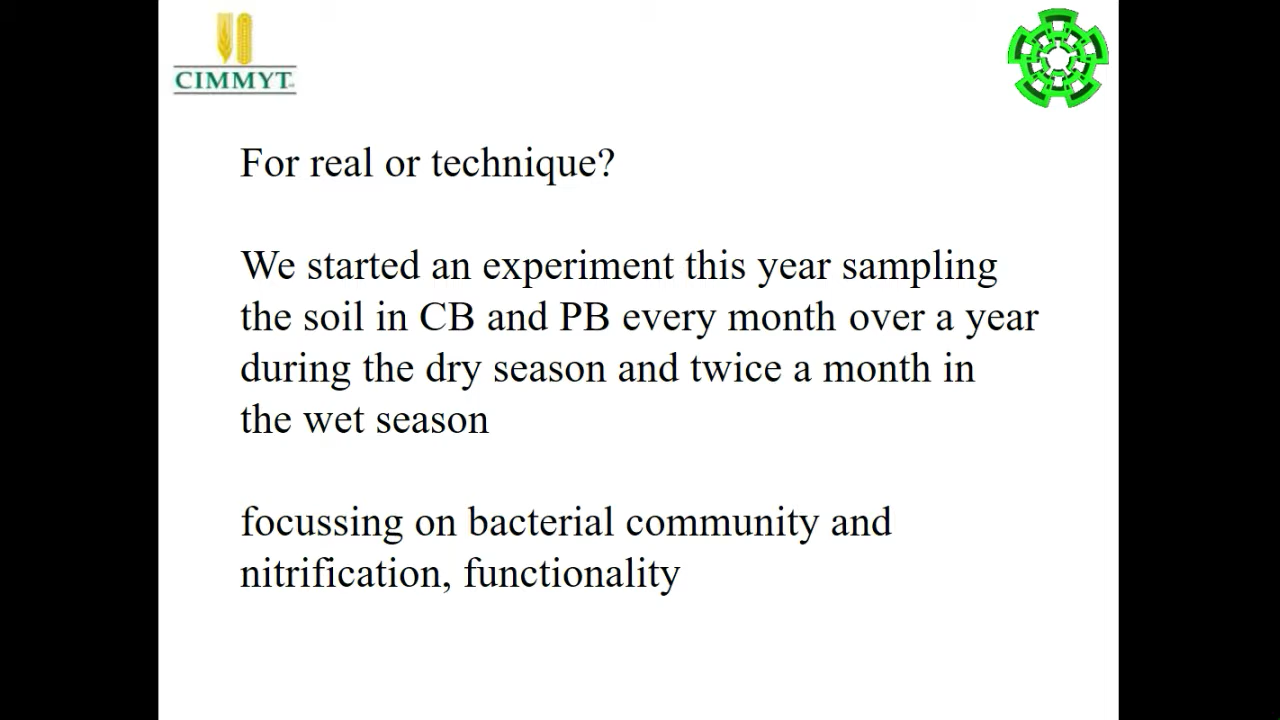 CIMMYT
For real or technique?
We started an experiment this year sampling
the soil in CB and PB every month over a year
during the dry season and twice a month in
the wet season
focussing on bacterial community and
nitrification, functionality